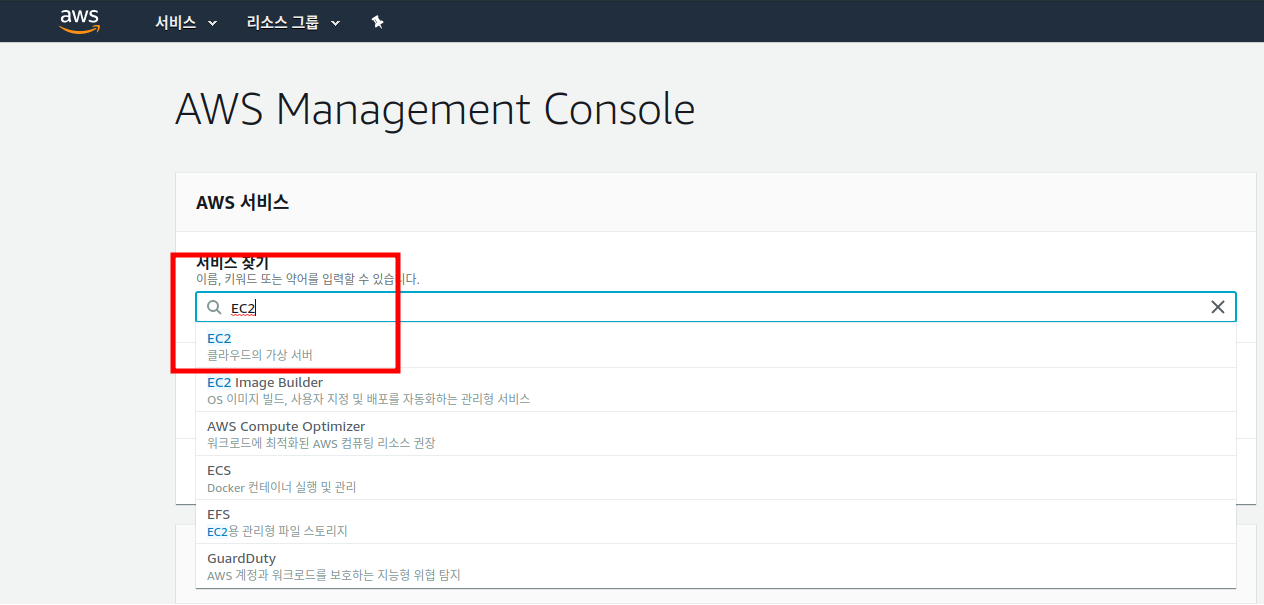 aws 서비스 리소스 그룹
AWS Management Console
AWS 서비스
서비스 찾기
이름, 키워드 또는 약어를 입력할 수 있습니다.
EC2
EC2
클라우드의 가상 서버
EC2 Image Builder
OS 이미지 빌드, 사용자 지정 및 배포를 자동화하는 관리형 서비스
AWS Compute Optimizer
워크로드에 최적화된 AWS 컴퓨팅 리소스 권장
ECS
Docker 컨테이너 실행 및 관리
EFS
EC2용 관리형 파일 스토리지
GuardDuty
AWS 계정과 워크로드를 보호하는 지능형 위협 탐지